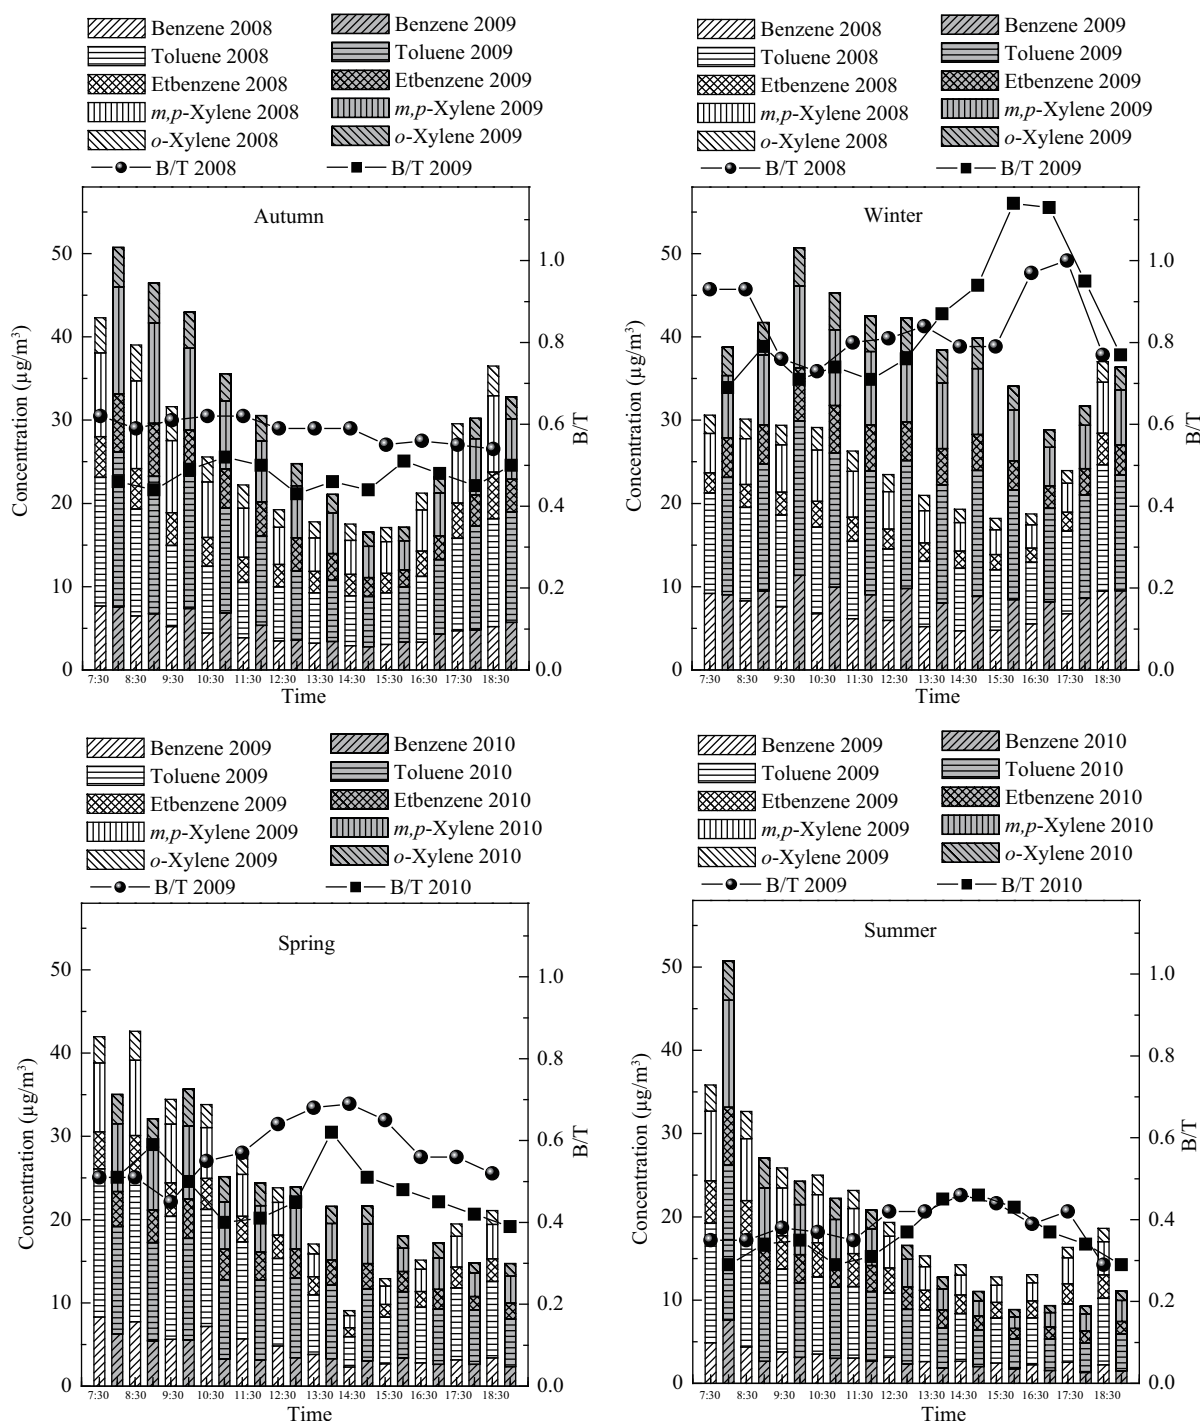 Benzene 2008
Toluene 2008
Etbenzene 2008
m,p-Xylene 2008
o-Xylene 2008
B/T 2008
Benzene 2009
Toluene 2009
Etbenzene 2009
m,p-Xylene 2009
o-Xylene 2009
B/T 2009
Autumn
Concentration (µg/m³)
50
40
30
20
10
0
1.0
0.8
0.6
0.4
0.2
0.0
B/T
7:30 8:30 9:30 10:30 11:30 12:30 13:30 14:30 15:30 16:30 17:30 18:30
Time
Benzene 2008
Toluene 2008
Etbenzene 2008
m,p-Xylene 2008
o-Xylene 2008
B/T 2008
Benzene 2009
Toluene 2009
Etbenzene 2009
m,p-Xylene 2009
o-Xylene 2009
B/T 2009
Winter
Concentration (µg/m³)
50
40
30
20
10
0
1.0
0.8
0.6
0.4
0.2
0.0
B/T
7:30 8:30 9:30 10:30 11:30 12:30 13:30 14:30 15:30 16:30 17:30 18:30
Time
Benzene 2009
Toluene 2009
Etbenzene 2009
m,p-Xylene 2009
o-Xylene 2009
B/T 2009
Benzene 2010
Toluene 2010
Etbenzene 2010
m,p-Xylene 2010
o-Xylene 2010
B/T 2010
Spring
Concentration (µg/m³)
50
40
30
20
10
0
1.0
0.8
0.6
0.4
0.2
0.0
B/T
7:30 8:30 9:30 10:30 11:30 12:30 13:30 14:30 15:30 16:30 17:30 18:30
Time
Benzene 2009
Toluene 2009
Etbenzene 2009
m,p-Xylene 2009
o-Xylene 2009
B/T 2009
Benzene 2010
Toluene 2010
Etbenzene 2010
m,p-Xylene 2010
o-Xylene 2010
B/T 2010
Summer
Concentration (µg/m³)
50
40
30
20
10
0
1.0
0.8
0.6
0.4
0.2
0.0
B/T
7:30 8:30 9:30 10:30 11:30 12:30 13:30 14:30 15:30 16:30 17:30 18:30
Time